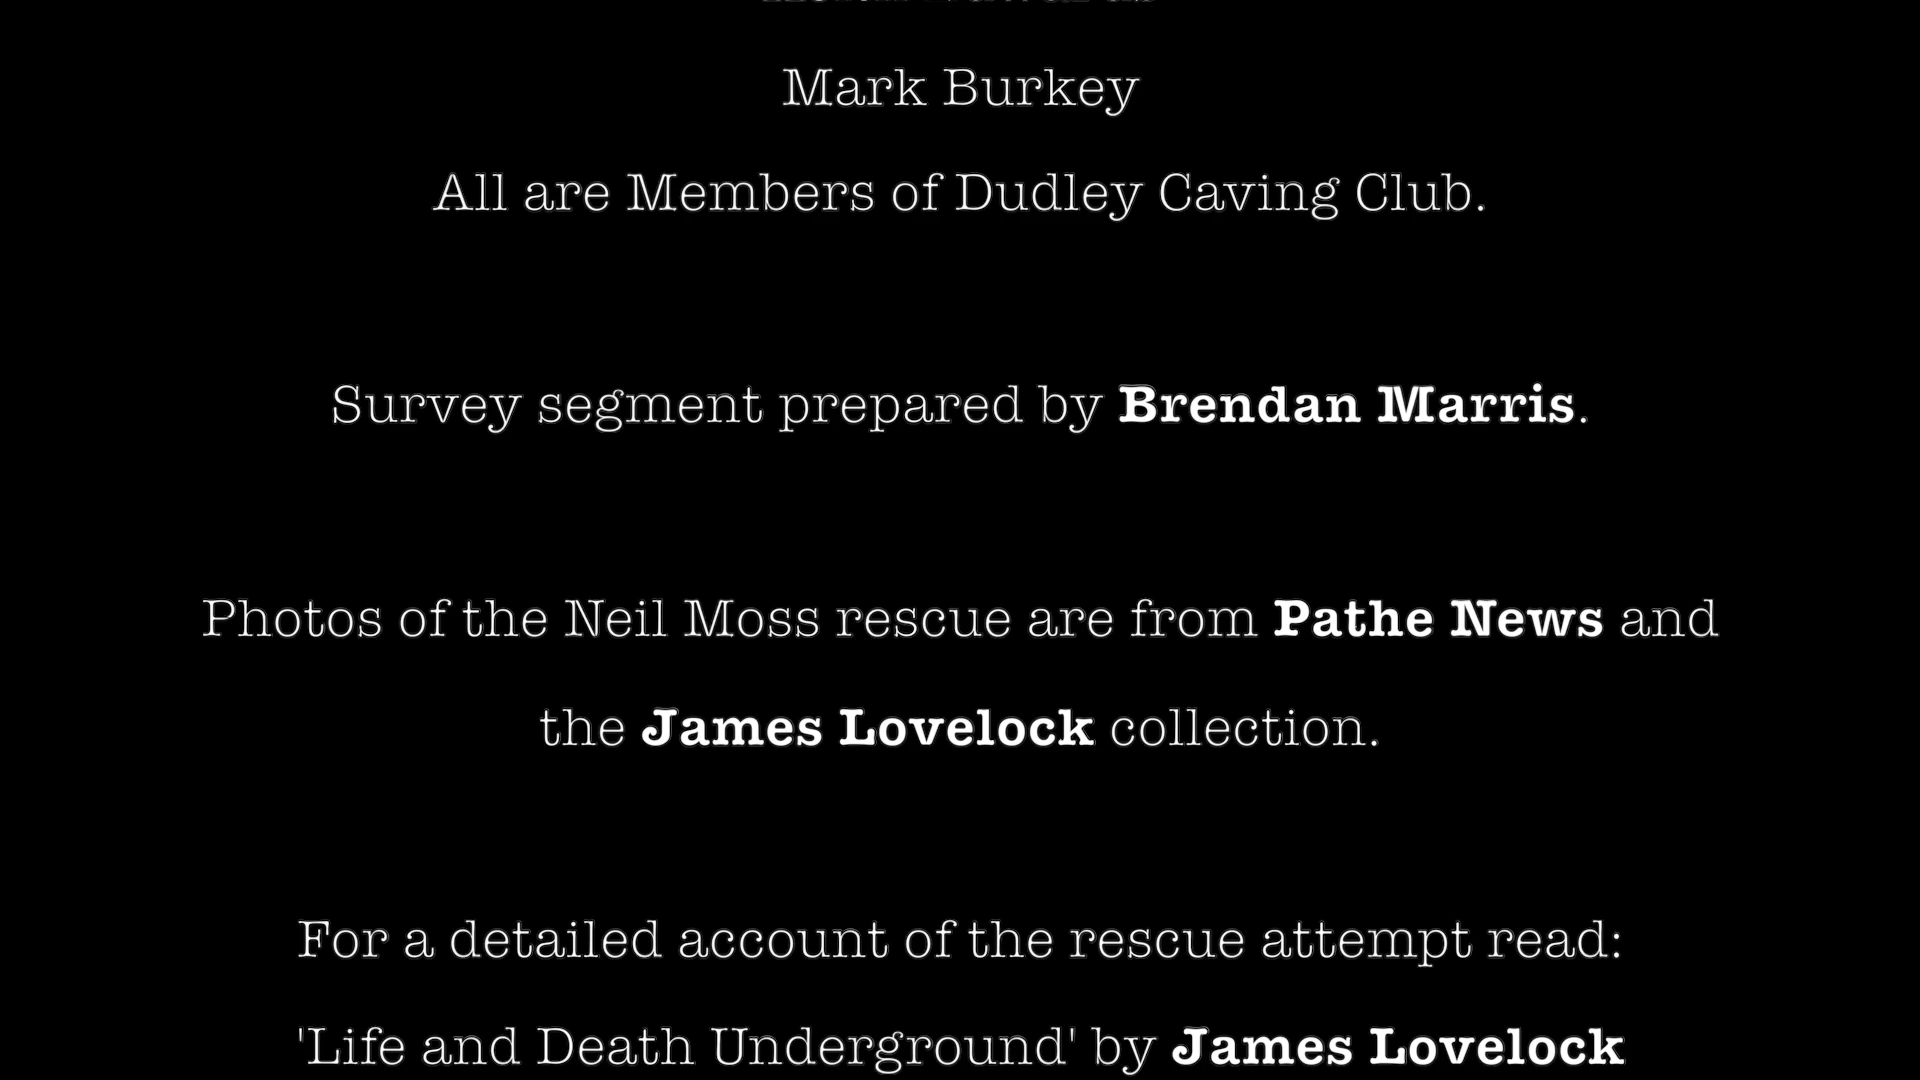 Mark Burkey
All are Members of Dudley Caving Club.
Survey segment prepared by Brendan Marris.
Photos of the Neil Moss rescue are from Pathe News and
the James Lovelock collection.
For a detailed account of the rescue attempt read:
'Life and Death Underground' by James Lovelock